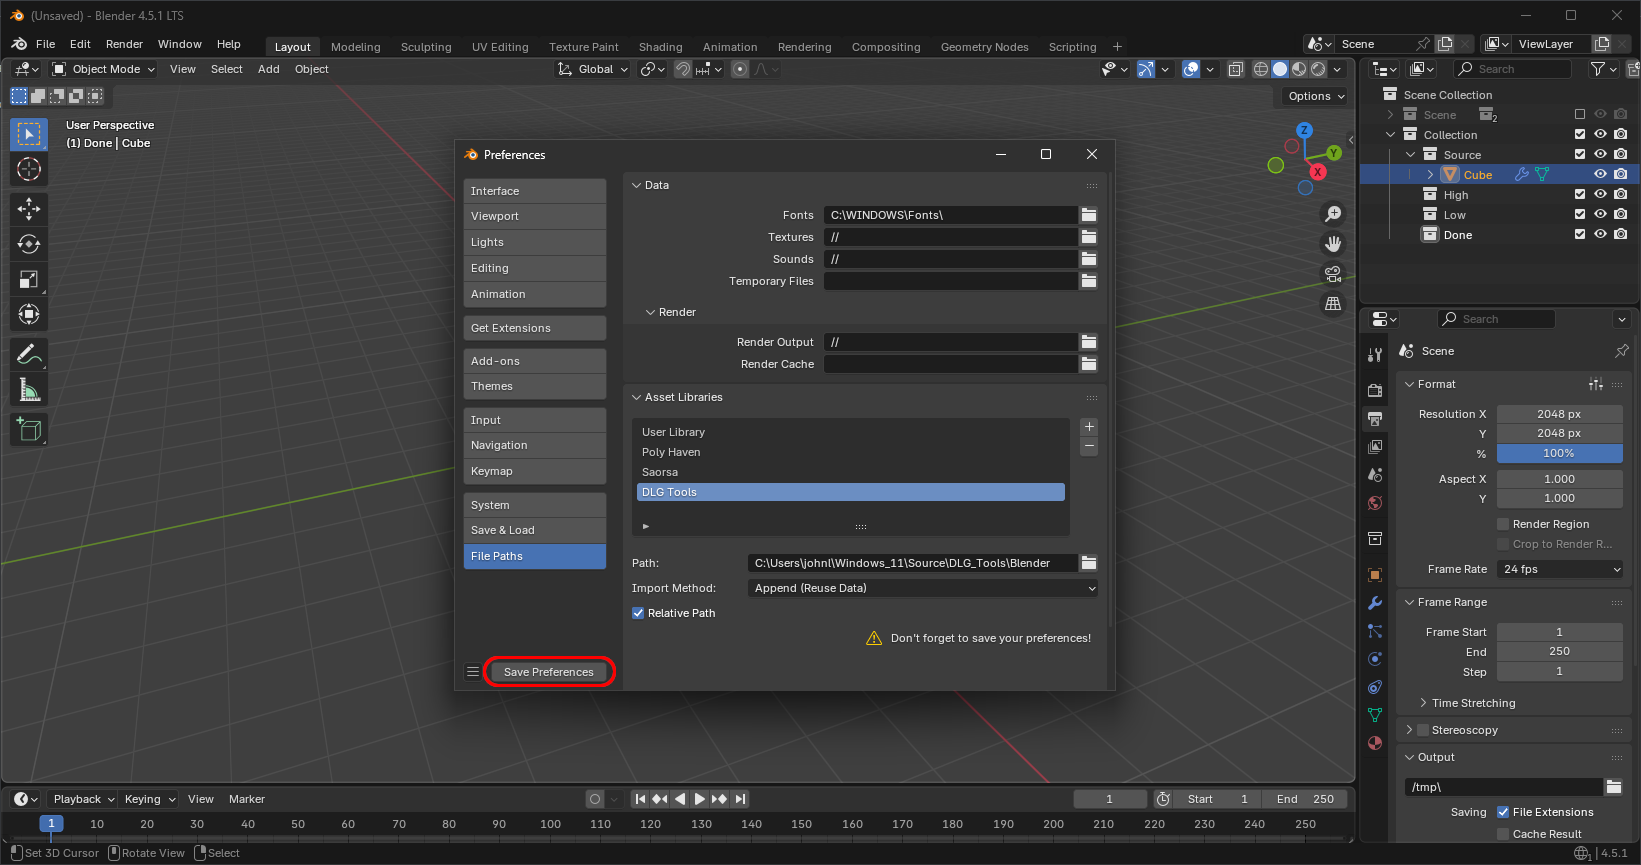 (Unsaved) - Blender 4.5.1 LTS
File Edit Render Window Help
Layout Modeling Sculpting UV Editing Texture Paint Shading Animation Rendering Compositing Geometry Nodes Scripting +
Scene
ViewLayer
Object Mode View Select Add Object
Global
Search
Options
User Perspective
(1) Done | Cube
Z
Y
X
Scene Collection
Scene 2
Collection
Source
Cube
High
Low
Done
Preferences
Interface
Viewport
Lights
Editing
Animation
Get Extensions
Add-ons
Themes
Input
Navigation
Keymap
System
Save & Load
File Paths
Save Preferences
Data
Fonts C:\WINDOWS\Fonts\
Textures //
Sounds //
Temporary Files
Render
Render Output //
Render Cache
Asset Libraries
User Library
Poly Haven
Saorsa
DLG Tools
Path: C:\Users\johnl\Windows_11\Source\DLG_Tools\Blender
Import Method: Append (Reuse Data)
Relative Path
Don't forget to save your preferences!
Search
Scene
Format
Resolution X 2048 px
Y 2048 px
% 100%
Aspect X 1.000
Y 1.000
Render Region
Crop to Render R...
Frame Rate 24 fps
Frame Range
Frame Start 1
End 250
Step 1
Time Stretching
Stereoscopy
Output
/tmp\
Saving File Extensions
Cache Result
Playback Keying View Marker
1 Start 1 End 250
1 10 20 30 40 50 60 70 80 90 100 110 120 130 140 150 160 170 180 190 200 210 220 230 240 250
Set 3D Cursor Rotate View Select
1 | 4.5.1